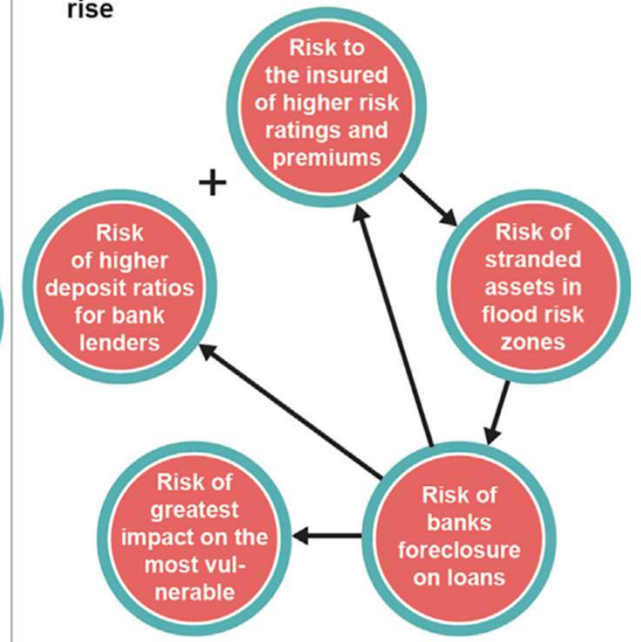 rise
Risk to
the insured
of higher risk
ratings and
premiums
+
Risk
of higher
deposit ratios
for bank
lenders
Risk of
stranded
assets in
flood risk
zones
Risk of
greatest
impact on the
most vul-
nerable
Risk of
banks
foreclosure
on loans